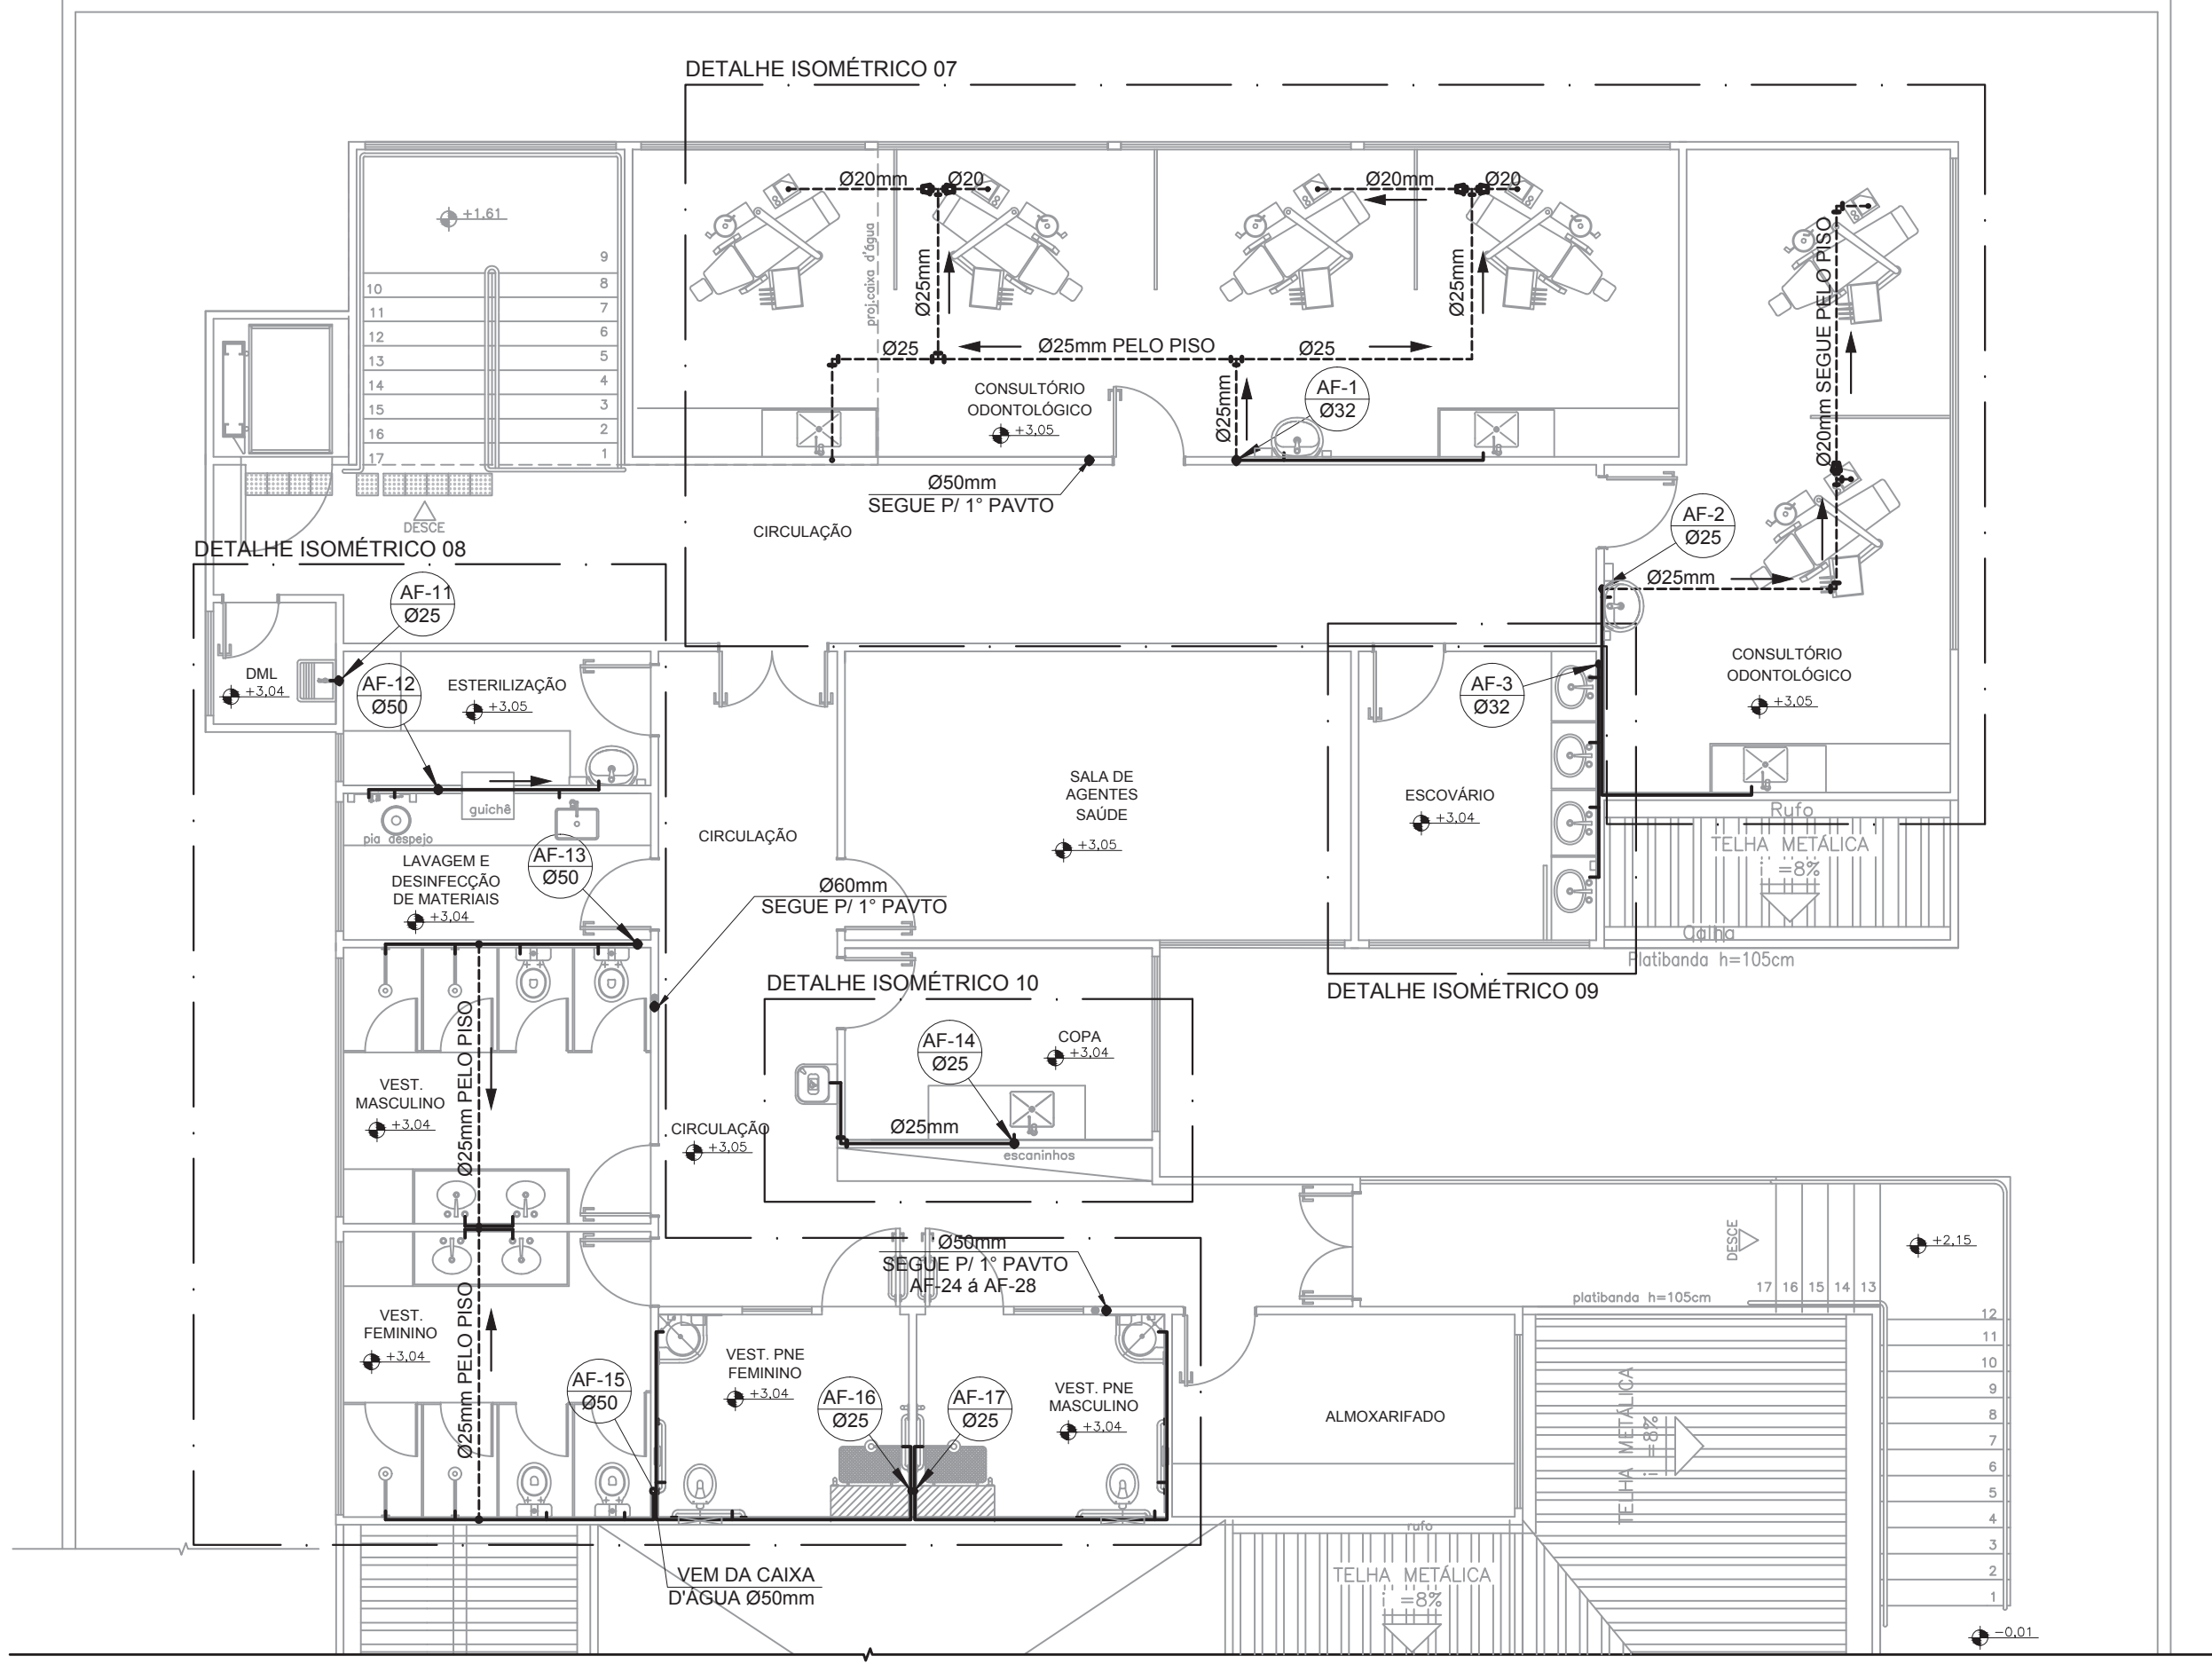 DETALHE ISOMÉTRICO 07
Ø20mm
Ø20
Ø20mm
Ø20
+1,61
proj.caixa d'água
Ø25mm
Ø25mm
Ø20mm SEGUE PELO PISO
9
8
7
6
5
4
3
2
1
10
11
12
13
14
15
16
17
Ø25
Ø25mm PELO PISO
Ø25
Ø25mm
CONSULTÓRIO
ODONTOLÓGICO
+3,05
AF-1
Ø32
Ø50mm
SEGUE P/ 1° PAVTO
DESCE
CIRCULAÇÃO
AF-2
Ø25
Ø25mm
DETALHE ISOMÉTRICO 08
AF-11
Ø25
DML
+3,04
AF-12
Ø50
ESTERILIZAÇÃO
+3,05
AF-3
Ø32
CONSULTÓRIO
ODONTOLÓGICO
+3,05
guichê
pia despejo
SALA DE
AGENTES
SAÚDE
+3,05
ESCOVÁRIO
+3,04
CIRCULAÇÃO
Rufo
TELHA METÁLICA
i =8%
Calha
Platibanda h=105cm
AF-13
Ø50
LAVAGEM E
DESINFECÇÃO
DE MATERIAIS
+3,04
Ø60mm
SEGUE P/ 1° PAVTO
DETALHE ISOMÉTRICO 10
DETALHE ISOMÉTRICO 09
AF-14
Ø25
COPA
+3,04
Ø25mm
escaninhos
Ø25mm PELO PISO
VEST.
MASCULINO
+3,04
CIRCULAÇÃO
+3,05
Ø50mm
SEGUE P/ 1° PAVTO
AF-24 á AF-28
DESCE
+2,15
17
16
15
14
13
platibanda h=105cm
12
11
10
9
8
7
6
5
4
3
2
1
Ø25mm PELO PISO
VEST.
FEMININO
+3,04
AF-15
Ø50
VEST. PNE
FEMININO
+3,04
AF-16
Ø25
AF-17
Ø25
VEST. PNE
MASCULINO
+3,04
ALMOXARIFADO
TELHA METÁLICA
i =8%
rufo
TELHA METÁLICA
i =8%
VEM DA CAIXA
D'ÁGUA Ø50mm
-0,01